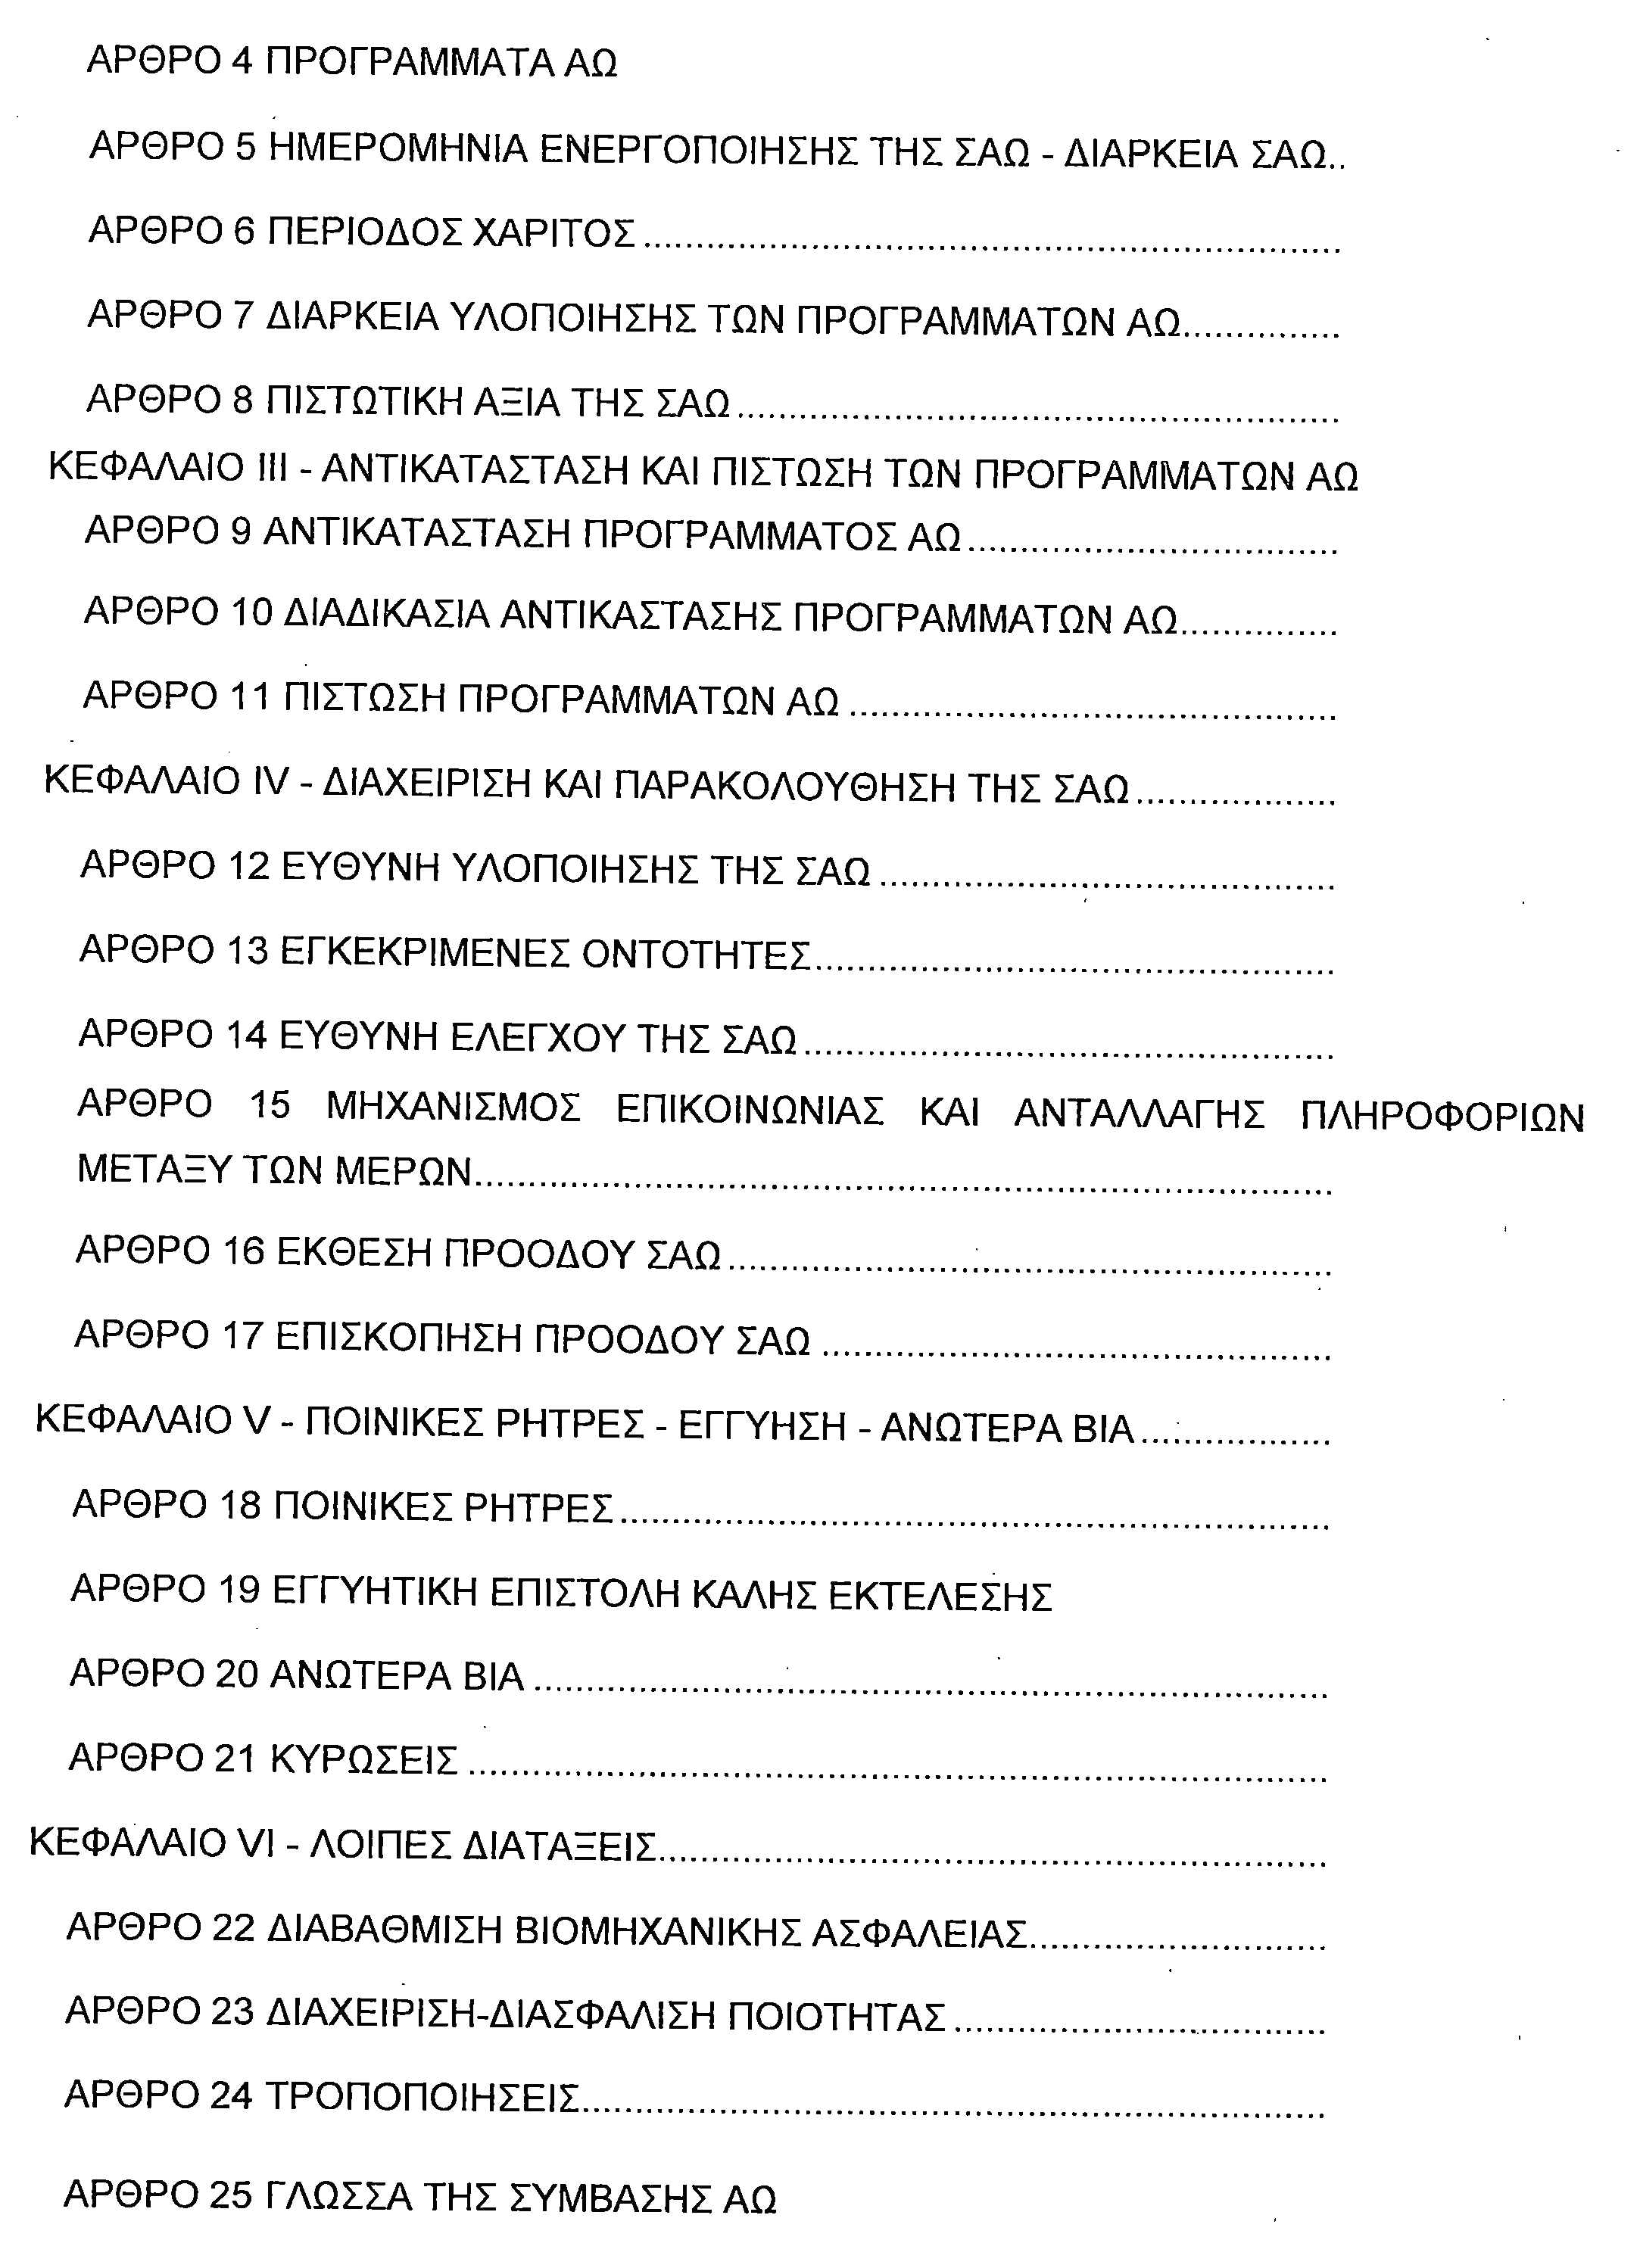 ΑΡΘΡΟ 4 ΠΡΟΓΡΑΜΜΑΤΑ ΑΩ
ΑΡΘΡΟ 5 ΗΜΕΡΟΜΗΝΙΑ ΕΝΕΡΓΟΠΟΙΗΣΗΣ ΤΗΣ ΣΑΩ - ΔΙΑΡΚΕΙΑ ΣΑΩ..
ΑΡΘΡΟ 6 ΠΕΡΙΟΔΟΣ ΧΑΡΙΤΟΣ..............................................................
ΑΡΘΡΟ 7 ΔΙΑΡΚΕΙΑ ΥΛΟΠΟΙΗΣΗΣ ΤΩΝ ΠΡΟΓΡΑΜΜΑΤΩΝ ΑΩ..............
ΑΡΘΡΟ 8 ΠΙΣΤΩΤΙΚΗ ΑΞΙΑ ΤΗΣ ΣΑΩ......................................................
ΚΕΦΑΛΑΙΟ ΙΙΙ - ΑΝΤΙΚΑΤΑΣΤΑΣΗ ΚΑΙ ΠΙΣΤΩΣΗ ΤΩΝ ΠΡΟΓΡΑΜΜΑΤΩΝ ΑΩ
ΑΡΘΡΟ 9 ΑΝΤΙΚΑΤΑΣΤΑΣΗ ΠΡΟΓΡΑΜΜΑΤΟΣ ΑΩ.................................
ΑΡΘΡΟ 10 ΔΙΑΔΙΚΑΣΙΑ ΑΝΤΙΚΑΣΤΑΣΗΣ ΠΡΟΓΡΑΜΜΑΤΩΝ ΑΩ..............
ΑΡΘΡΟ 11 ΠΙΣΤΩΣΗ ΠΡΟΓΡΑΜΜΑΤΩΝ ΑΩ ...........................................
ΚΕΦΑΛΑΙΟ IV - ΔΙΑΧΕΙΡΙΣΗ ΚΑΙ ΠΑΡΑΚΟΛΟΥΘΗΣΗ ΤΗΣ ΣΑΩ..................
ΑΡΘΡΟ 12 ΕΥΘΥΝΗ ΥΛΟΠΟΙΗΣΗΣ ΤΗΣ ΣΑΩ .........................................
ΑΡΘΡΟ 13 ΕΓΚΕΚΡΙΜΕΝΕΣ ΟΝΤΟΤΗΤΕΣ..............................................
ΑΡΘΡΟ 14 ΕΥΘΥΝΗ ΕΛΕΓΧΟΥ ΤΗΣ ΣΑΩ...............................................
ΑΡΘΡΟ 15 ΜΗΧΑΝΙΣΜΟΣ ΕΠΙΚΟΙΝΩΝΙΑΣ ΚΑΙ ΑΝΤΑΛΛΑΓΗΣ ΠΛΗΡΟΦΟΡΙΩΝ
ΜΕΤΑΞΥ ΤΩΝ ΜΕΡΩΝ............................................................................
ΑΡΘΡΟ 16 ΕΚΘΕΣΗ ΠΡΟΟΔΟΥ ΣΑΩ......................................................
ΑΡΘΡΟ 17 ΕΠΙΣΚΟΠΗΣΗ ΠΡΟΟΔΟΥ ΣΑΩ .............................................
ΚΕΦΑΛΑΙΟ V - ΠΟΙΝΙΚΕΣ ΡΗΤΡΕΣ - ΕΓΓΥΗΣΗ - ΑΝΩΤΕΡΑ ΒΙΑ.................
ΑΡΘΡΟ 18 ΠΟΙΝΙΚΕΣ ΡΗΤΡΕΣ...............................................................
ΑΡΘΡΟ 19 ΕΓΓΥΗΤΙΚΗ ΕΠΙΣΤΟΛΗ ΚΑΛΗΣ ΕΚΤΕΛΕΣΗΣ
ΑΡΘΡΟ 20 ΑΝΩΤΕΡΑ ΒΙΑ......................................................................
ΑΡΘΡΟ 21 ΚΥΡΩΣΕΙΣ ............................................................................
ΚΕΦΑΛΑΙΟ VI - ΛΟΙΠΕΣ ΔΙΑΤΑΞΕΙΣ...........................................................
ΑΡΘΡΟ 22 ΔΙΑΒΑΘΜΙΣΗ ΒΙΟΜΗΧΑΝΙΚΗΣ ΑΣΦΑΛΕΙΑΣ..........................
ΑΡΘΡΟ 23 ΔΙΑΧΕΙΡΙΣΗ-ΔΙΑΣΦΑΛΙΣΗ ΠΟΙΟΤΗΤΑΣ.................................
ΑΡΘΡΟ 24 ΤΡΟΠΟΠΟΙΗΣΕΙΣ..................................................................
ΑΡΘΡΟ 25 ΓΛΩΣΣΑ ΤΗΣ ΣΥΜΒΑΣΗΣ ΑΩ